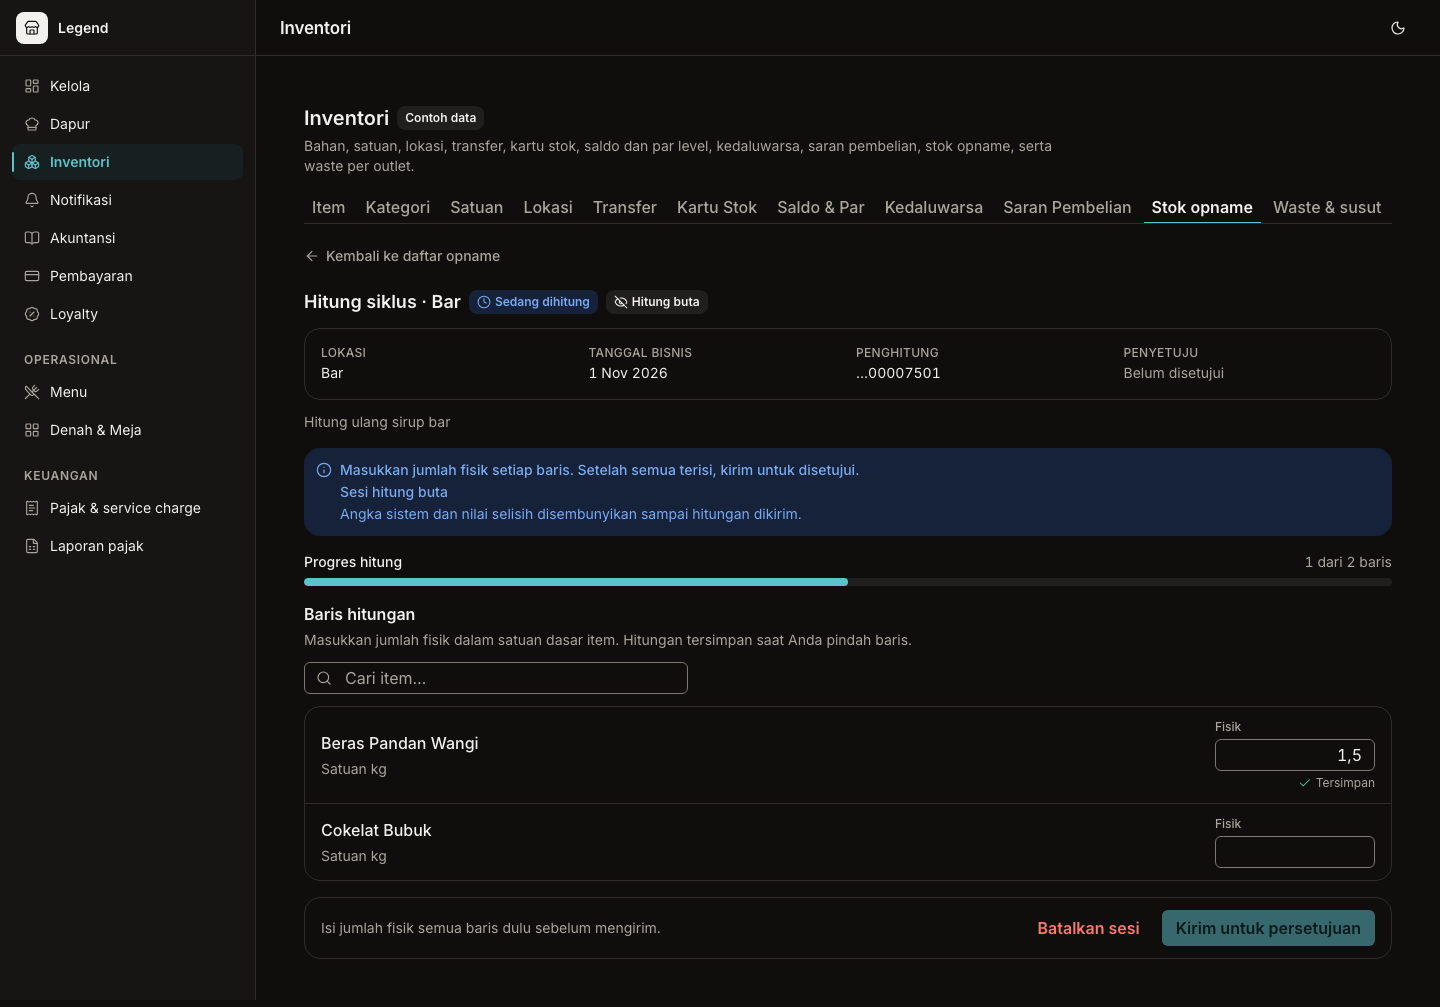 Legend
Inventori
Kelola
Dapur
Inventori
Notifikasi
Akuntansi
Pembayaran
Loyalty
OPERASIONAL
Menu
Denah & Meja
KEUANGAN
Pajak & service charge
Laporan pajak
Inventori
Contoh data
Bahan, satuan, lokasi, transfer, kartu stok, saldo dan par level, kedaluwarsa, saran pembelian, stok opname, serta
waste per outlet.
Item Kategori Satuan Lokasi Transfer Kartu Stok Saldo & Par Kedaluwarsa Saran Pembelian Stok opname Waste & susut
Kembali ke daftar opname
Hitung siklus · Bar Sedang dihitung Hitung buta
LOKASI TANGGAL BISNIS PENGHITUNG PENYETUJU
Bar 1 Nov 2026 …00007501 Belum disetujui
Hitung ulang sirup bar
Masukkan jumlah fisik setiap baris. Setelah semua terisi, kirim untuk disetujui.
Sesi hitung buta
Angka sistem dan nilai selisih disembunyikan sampai hitungan dikirim.
Progres hitung 1 dari 2 baris
Baris hitungan
Masukkan jumlah fisik dalam satuan dasar item. Hitungan tersimpan saat Anda pindah baris.
Cari item...
Beras Pandan Wangi
Satuan kg
Fisik
1,5
Tersimpan
Cokelat Bubuk
Satuan kg
Fisik
Isi jumlah fisik semua baris dulu sebelum mengirim.
Batalkan sesi
Kirim untuk persetujuan